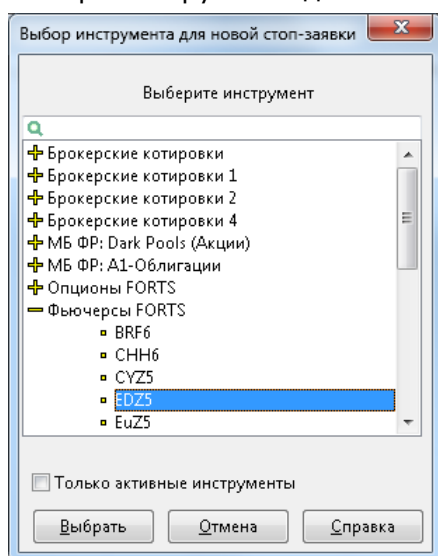 Выбор инструмента для новой стоп-заявки
Выберите инструмент
Брокерские котировки
Брокерские котировки 1
Брокерские котировки 2
Брокерские котировки 4
МБ ФР: Dark Pools (Акции)
МБ ФР: А1-Облигации
Опционы FORTS
Фьючерсы FORTS
BRF6
CHH6
CYZ5
EDZ5
EuZ5
Только активные инструменты
Выбрать Отмена Справка